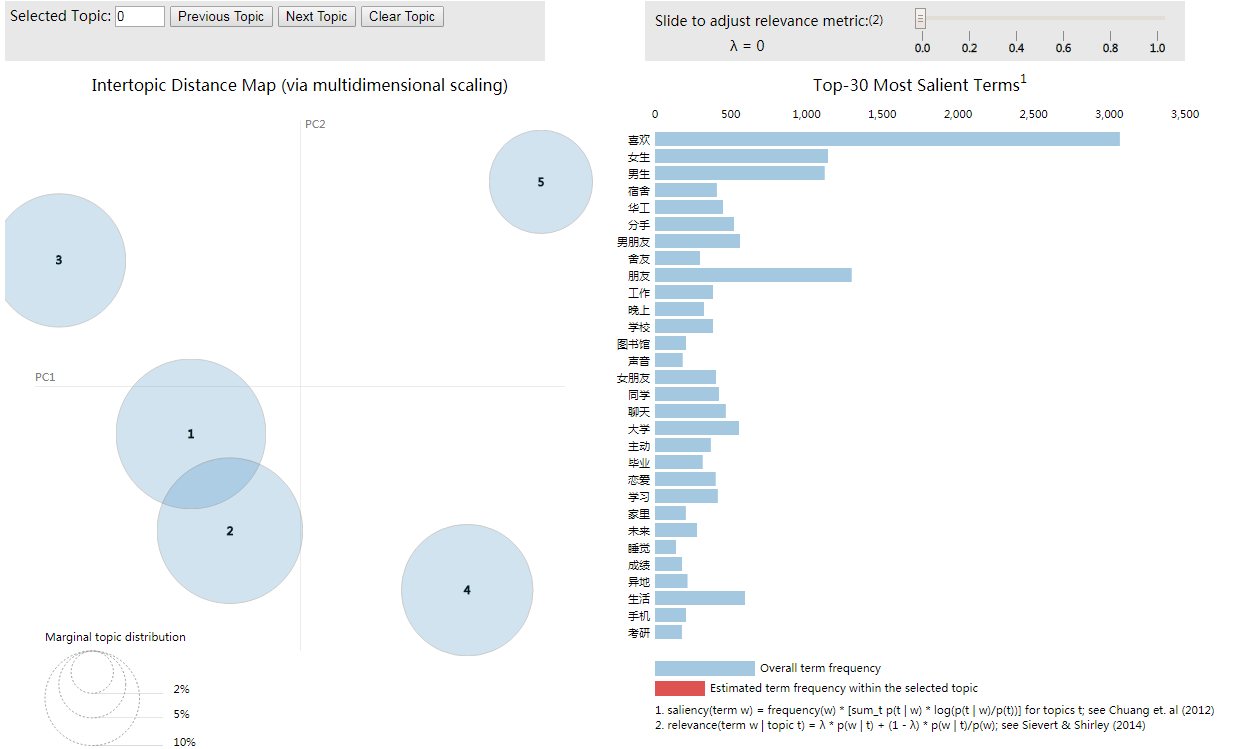 Selected Topic: 0 Previous Topic Next Topic Clear Topic
Slide to adjust relevance metric:(2)
λ = 0
0.0 0.2 0.4 0.6 0.8 1.0
Intertopic Distance Map (via multidimensional scaling)
PC2
PC1
5
3
1
2
4
Marginal topic distribution
2%
5%
10%
Top-30 Most Salient Terms1
0 500 1,000 1,500 2,000 2,500 3,000 3,500
喜欢
女生
男生
宿舍
华工
分手
男朋友
舍友
朋友
工作
晚上
学校
图书馆
声音
女朋友
同学
聊天
大学
主动
毕业
恋爱
学习
家里
未来
睡觉
成绩
异地
生活
手机
考研
Overall term frequency
Estimated term frequency within the selected topic
1. saliency(term w) = frequency(w) * [sum_t p(t | w) * log(p(t | w)/p(t))] for topics t; see Chuang et. al (2012)
2. relevance(term w | topic t) = λ * p(w | t) + (1 - λ) * p(w | t)/p(w); see Sievert & Shirley (2014)